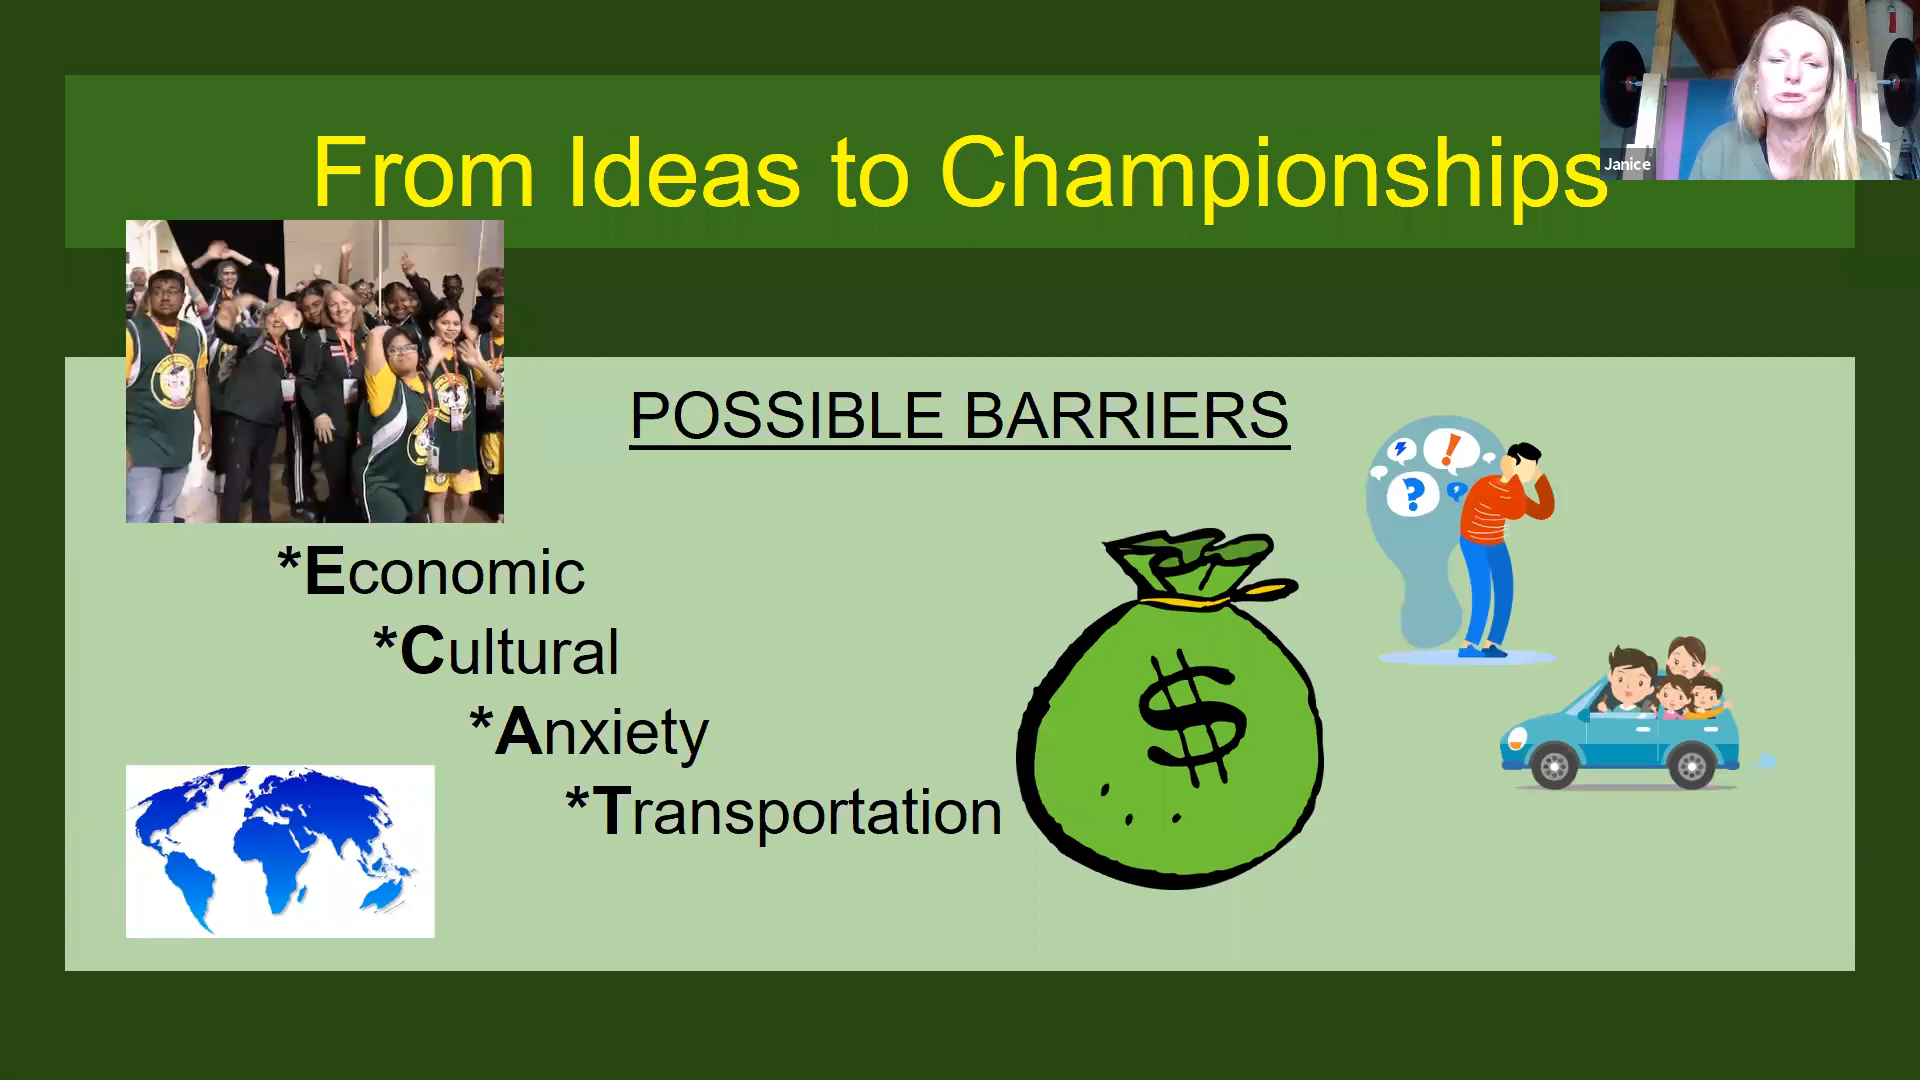 From Ideas to Championships
Janice
POSSIBLE BARRIERS
*Economic
*Cultural
*Anxiety
*Transportation
$